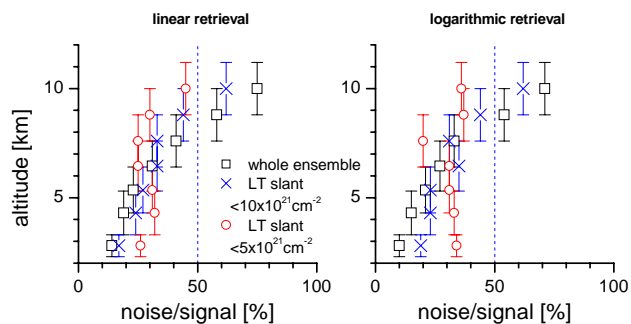 linear retrieval
logarithmic retrieval
altitude [km]
10
5
whole ensemble
LT slant
<10x10²¹cm⁻²
LT slant
<5x10²¹cm⁻²
0
50
100
noise/signal [%]
10
5
0
50
100
noise/signal [%]